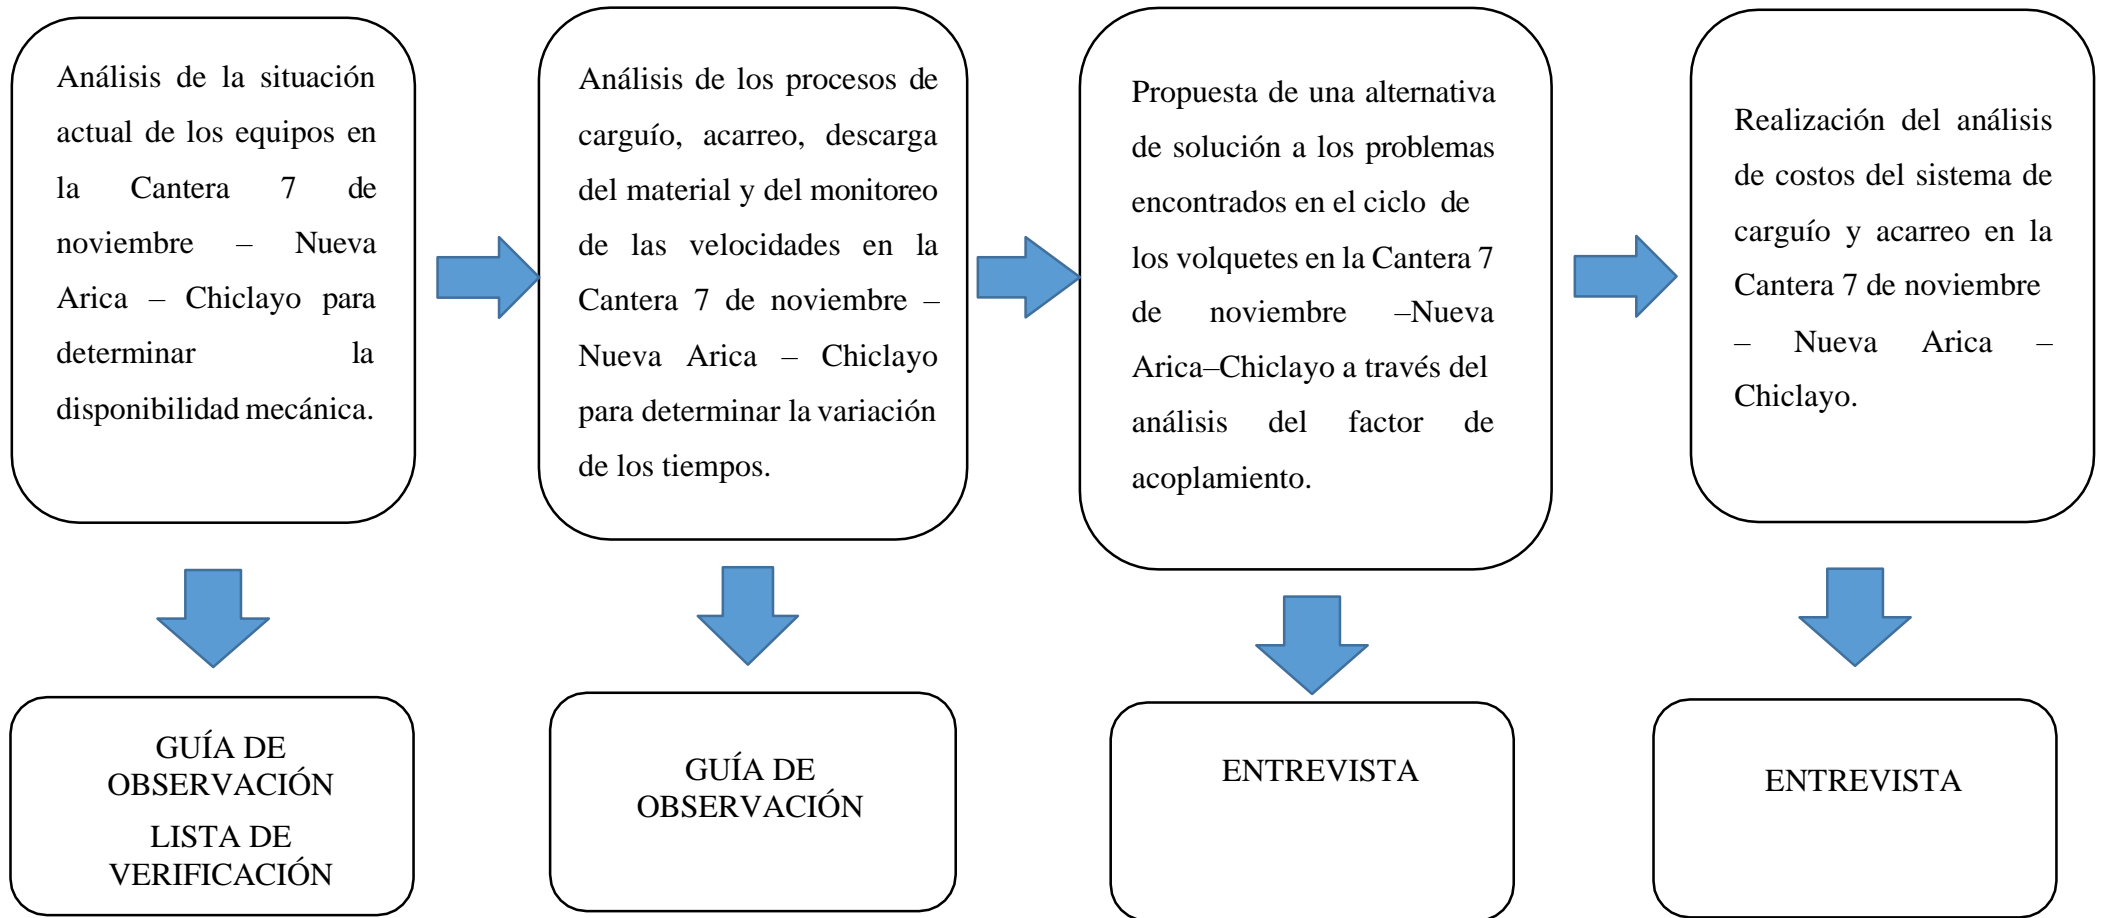 Análisis de la situación
actual de los equipos en
la Cantera 7 de
noviembre – Nueva
Arica – Chiclayo para
determinar la
disponibilidad mecánica.
Análisis de los procesos de
carguío, acarreo, descarga
del material y del monitoreo
de las velocidades en la
Cantera 7 de noviembre –
Nueva Arica – Chiclayo
para determinar la variación
de los tiempos.
Propuesta de una alternativa
de solución a los problemas
encontrados en el ciclo de
los volquetes en la Cantera 7
de noviembre –Nueva
Arica–Chiclayo a través del
análisis del factor de
acoplamiento.
Realización del análisis
de costos del sistema de
carguío y acarreo en la
Cantera 7 de noviembre
– Nueva Arica –
Chiclayo.
GUÍA DE
OBSERVACIÓN
LISTA DE
VERIFICACIÓN
GUÍA DE
OBSERVACIÓN
ENTREVISTA
ENTREVISTA